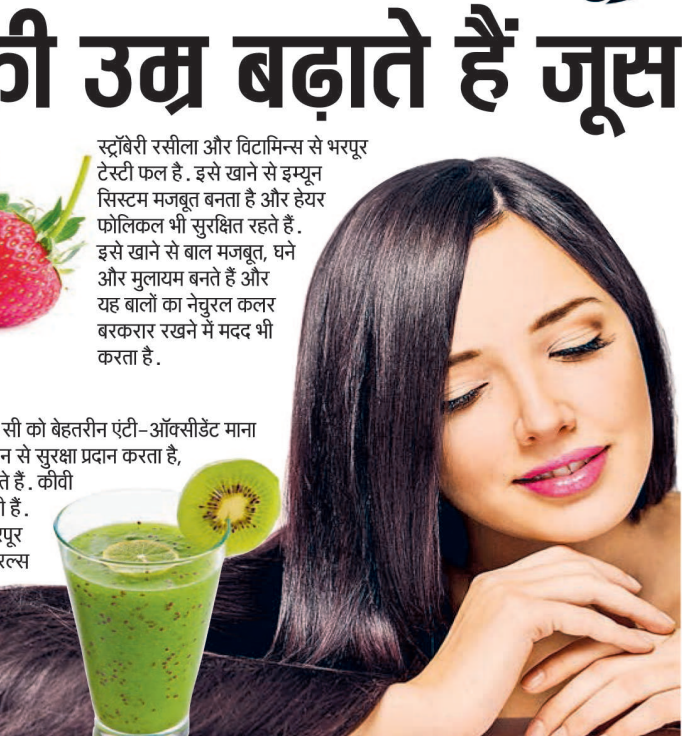 की उम्र बढ़ाते हैं जूस
स्ट्रॉबेरी रसीला और विटामिन्स से भरपूर
टेस्टी फल है. इसे खाने से इम्यून
सिस्टम मजबूत बनता है और हेयर
फोलिकल भी सुरक्षित रहते हैं.
इसे खाने से बाल मजबूत, घने
और मुलायम बनते हैं और
यह बालों का नेचुरल कलर
बरकरार रखने में मदद भी
करता है.
सी को बेहतरीन एंटी-ऑक्सीडेंट माना
से सुरक्षा प्रदान करता है,
हैं. कीवी
हैं.